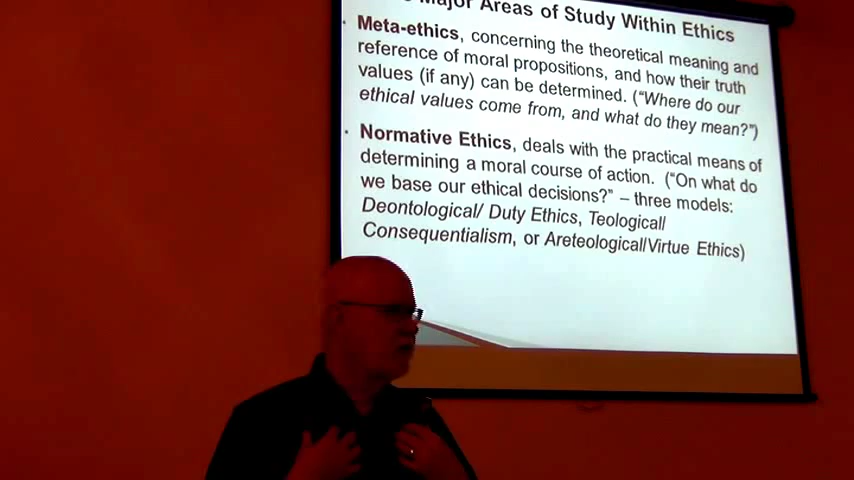 Major Areas of Study Within Ethics
• Meta-ethics, concerning the theoretical meaning and
reference of moral propositions, and how their truth
values (if any) can be determined. (“Where do our
ethical values come from, and what do they mean?”)
• Normative Ethics, deals with the practical means of
determining a moral course of action. (“On what do
we base our ethical decisions?” – three models:
Deontological/ Duty Ethics, Teological/
Consequentialism, or Areteological/Virtue Ethics)